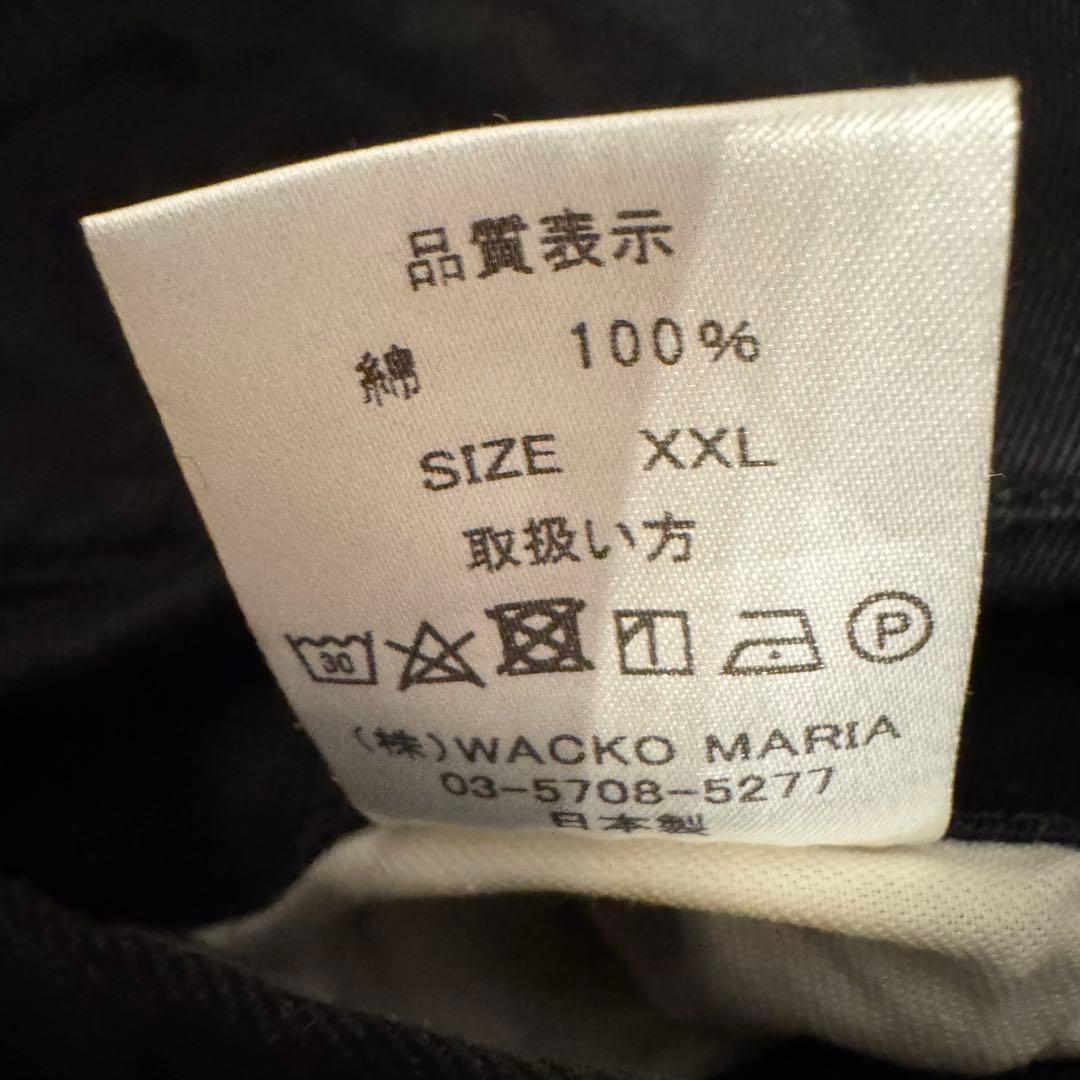 品質表示
綿 100%
SIZE XXL
取扱い方
30 P
(株)WACKO MARIA
03-5708-5277
日本製